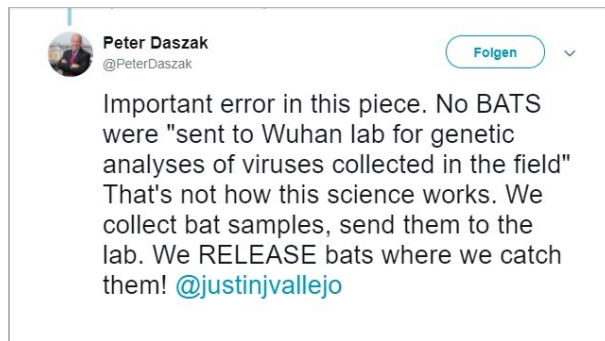 Peter Daszak
@PeterDaszak
Folgen
Important error in this piece. No BATS
were "sent to Wuhan lab for genetic
analyses of viruses collected in the field"
That's not how this science works. We
collect bat samples, send them to the
lab. We RELEASE bats where we catch
them! @justinjvallejo